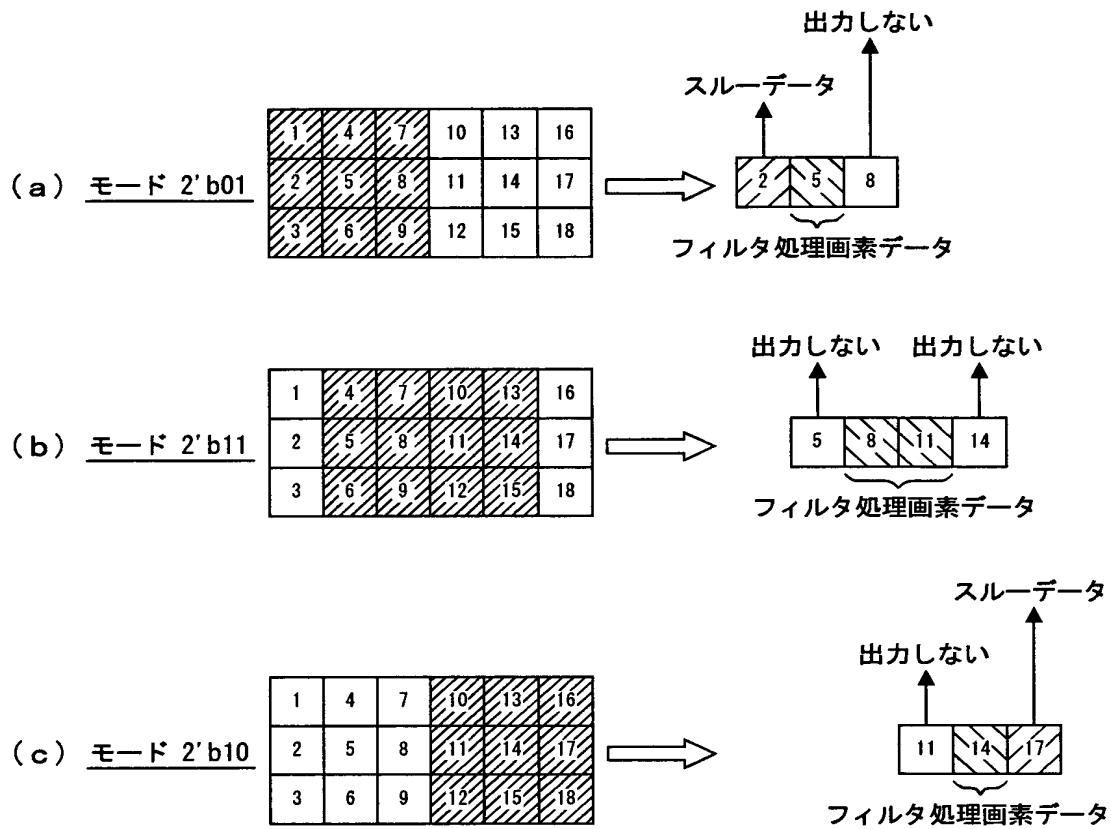 出力しない
スルーデータ
1 4 7 10 13 16
(a) モード 2'b01
2 5 8 11 14 17
2 5 8
3 6 9 12 15 18
フィルタ処理画素データ
出力しない 出力しない
1 4 7 10 13 16
(b) モード 2'b11
2 5 8 11 14 17
5 8 11 14
3 6 9 12 15 18
フィルタ処理画素データ
スルーデータ
出力しない
1 4 7 10 13 16
(c) モード 2'b10
2 5 8 11 14 17
11 14 17
3 6 9 12 15 18
フィルタ処理画素データ